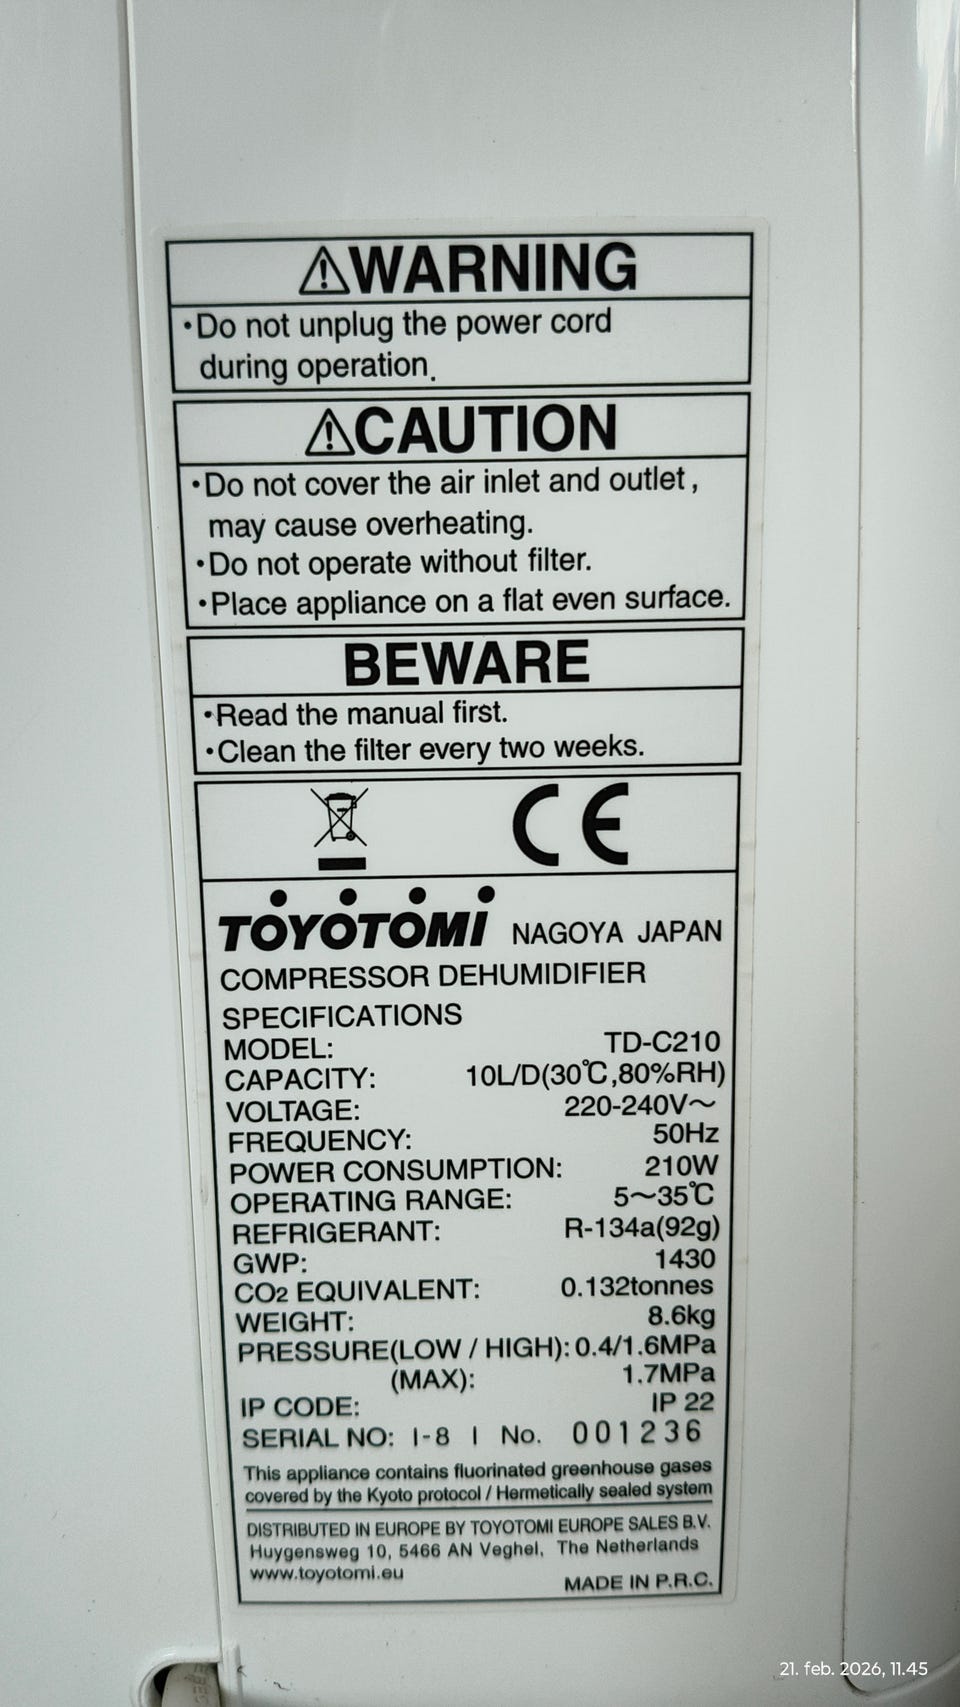 ⚠WARNING
•Do not unplug the power cord
during operation.
⚠CAUTION
•Do not cover the air inlet and outlet,
may cause overheating.
•Do not operate without filter.
•Place appliance on a flat even surface.
BEWARE
•Read the manual first.
•Clean the filter every two weeks.
CE
TOYOTOMI NAGOYA JAPAN
COMPRESSOR DEHUMIDIFIER
SPECIFICATIONS
MODEL: TD-C210
CAPACITY: 10L/D(30℃,80%RH)
VOLTAGE: 220-240V～
FREQUENCY: 50Hz
POWER CONSUMPTION: 210W
OPERATING RANGE: 5～35℃
REFRIGERANT: R-134a(92g)
GWP: 1430
CO2 EQUIVALENT: 0.132tonnes
WEIGHT: 8.6kg
PRESSURE(LOW / HIGH): 0.4/1.6MPa
(MAX): 1.7MPa
IP CODE: IP 22
SERIAL NO: I-8 I No. 001236
This appliance contains fluorinated greenhouse gases
covered by the Kyoto protocol / Hermetically sealed system
DISTRIBUTED IN EUROPE BY TOYOTOMI EUROPE SALES B.V.
Huygensweg 10, 5466 AN Veghel, The Netherlands
www.toyotomi.eu
MADE IN P.R.C.
21. feb. 2026, 11.45